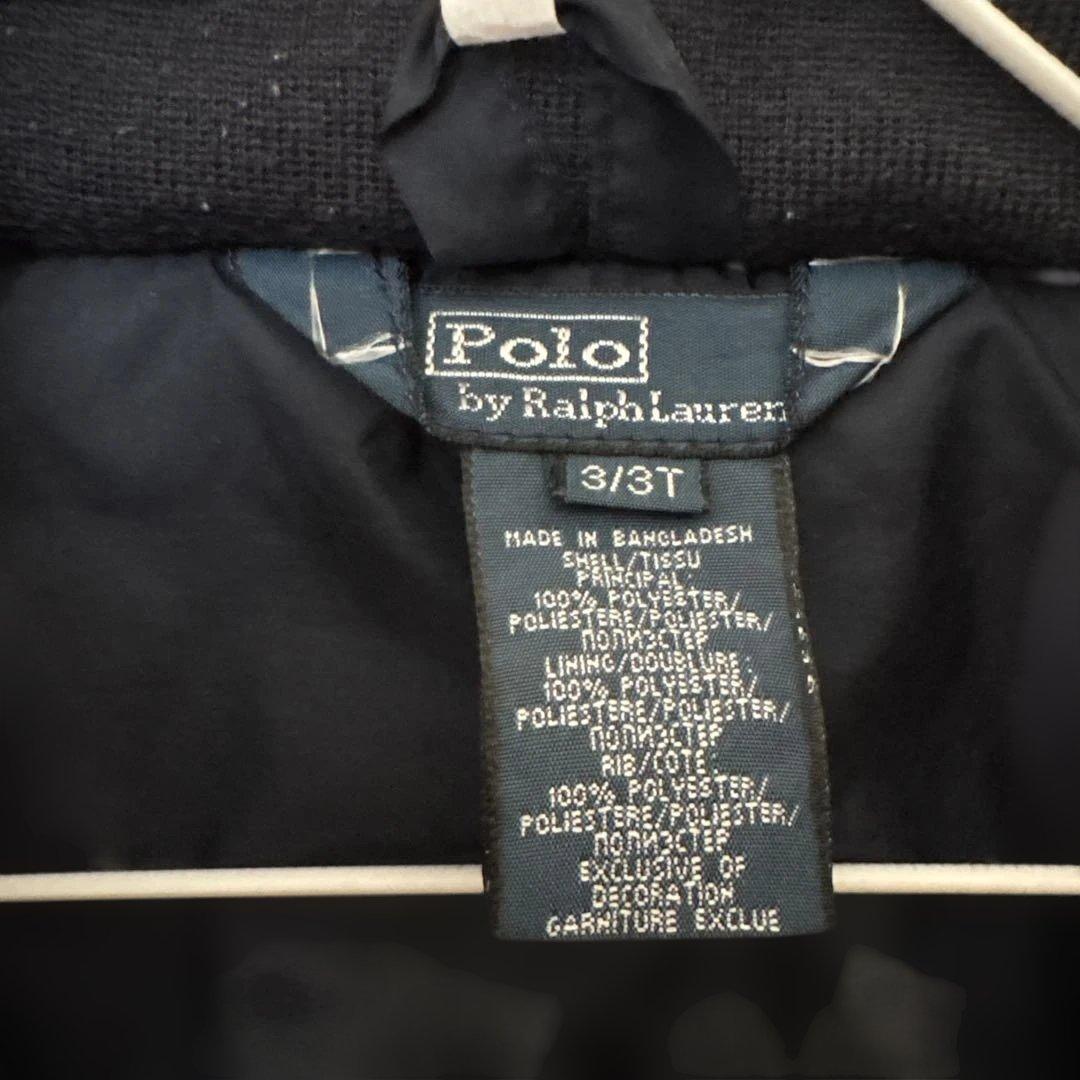 Polo
by Ralph Lauren
3/3T
MADE IN BANGLADESH
SHELL/TISSU
PRINCIPAL:
100% POLYESTER/
POLIESTERE/POLIESTER/
ПОЛИЭСТЕР
LINING/DOUBLURE:
100% POLYESTER/
POLIESTERE/POLIESTER/
ПОЛИЭСТЕР
RIB/COTE:
100% POLYESTER/
POLIESTERE/POLIESTER/
ПОЛИЭСТЕР
EXCLUSIVE OF
DECORATION
GARNITURE EXCLUE